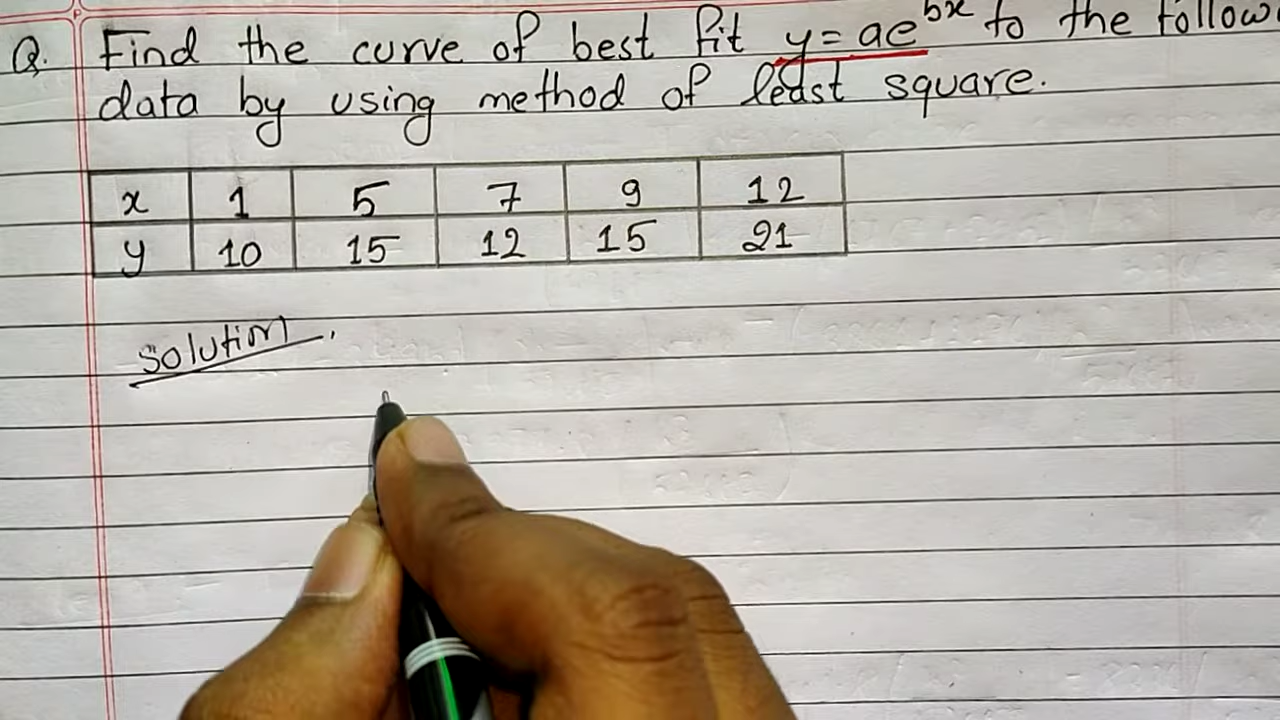 Q. Find the curve of best fit y = ae^bx to the follow
data by using method of least square.
x 1 5 7 9 12
y 10 15 12 15 21
Solution.